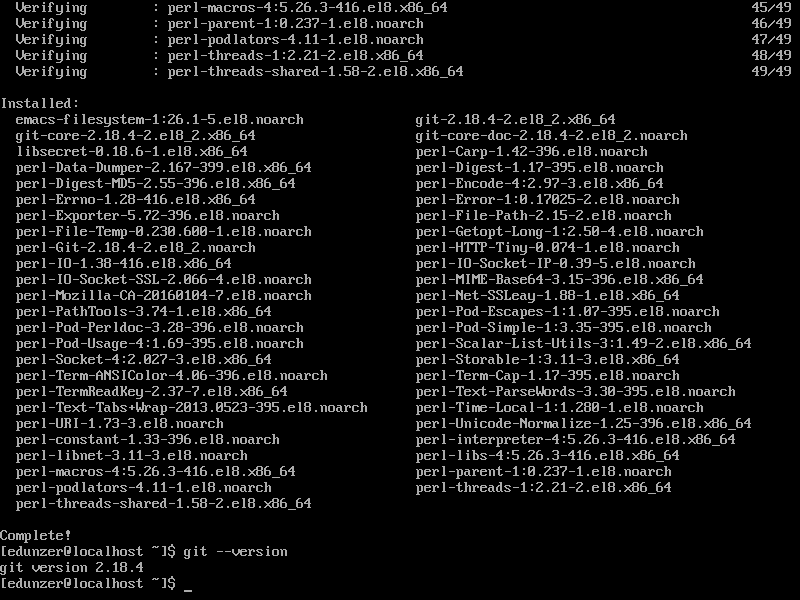 Verifying        : perl-macros-4:5.26.3-416.el8.x86_64                                    45/49
Verifying        : perl-parent-1:0.237-1.el8.noarch                                       46/49
Verifying        : perl-podlators-4.11-1.el8.noarch                                       47/49
Verifying        : perl-threads-1:2.21-2.el8.x86_64                                       48/49
Verifying        : perl-threads-shared-1.58-2.el8.x86_64                                  49/49
Installed:
emacs-filesystem-1:26.1-5.el8.noarch              git-2.18.4-2.el8_2.x86_64
git-core-2.18.4-2.el8_2.x86_64                    git-core-doc-2.18.4-2.el8_2.noarch
libsecret-0.18.6-1.el8.x86_64                     perl-Carp-1.42-396.el8.noarch
perl-Data-Dumper-2.167-399.el8.x86_64             perl-Digest-1.17-395.el8.noarch
perl-Digest-MD5-2.55-396.el8.x86_64               perl-Encode-4:2.97-3.el8.x86_64
perl-Errno-1.28-416.el8.x86_64                    perl-Error-1:0.17025-2.el8.noarch
perl-Exporter-5.72-396.el8.noarch                 perl-File-Path-2.15-2.el8.noarch
perl-File-Temp-0.230.600-1.el8.noarch             perl-Getopt-Long-1:2.50-4.el8.noarch
perl-Git-2.18.4-2.el8_2.noarch                    perl-HTTP-Tiny-0.074-1.el8.noarch
perl-IO-1.38-416.el8.x86_64                       perl-IO-Socket-IP-0.39-5.el8.noarch
perl-IO-Socket-SSL-2.066-4.el8.noarch             perl-MIME-Base64-3.15-396.el8.x86_64
perl-Mozilla-CA-20160104-7.el8.noarch             perl-Net-SSLeay-1.88-1.el8.x86_64
perl-PathTools-3.74-1.el8.x86_64                  perl-Pod-Escapes-1:1.07-395.el8.noarch
perl-Pod-Perldoc-3.28-396.el8.noarch              perl-Pod-Simple-1:3.35-395.el8.noarch
perl-Pod-Usage-4:1.69-395.el8.noarch              perl-Scalar-List-Utils-3:1.49-2.el8.x86_64
perl-Socket-4:2.027-3.el8.x86_64                  perl-Storable-1:3.11-3.el8.x86_64
perl-Term-ANSIColor-4.06-396.el8.noarch           perl-Term-Cap-1.17-395.el8.noarch
perl-TermReadKey-2.37-7.el8.x86_64                perl-Text-ParseWords-3.30-395.el8.noarch
perl-Text-Tabs+Wrap-2013.0523-395.el8.noarch      perl-Time-Local-1:1.280-1.el8.noarch
perl-URI-1.73-3.el8.noarch                        perl-Unicode-Normalize-1.25-396.el8.x86_64
perl-constant-1.33-396.el8.noarch                 perl-interpreter-4:5.26.3-416.el8.x86_64
perl-libnet-3.11-3.el8.noarch                     perl-libs-4:5.26.3-416.el8.x86_64
perl-macros-4:5.26.3-416.el8.x86_64               perl-parent-1:0.237-1.el8.noarch
perl-podlators-4.11-1.el8.noarch                  perl-threads-1:2.21-2.el8.x86_64
perl-threads-shared-1.58-2.el8.x86_64
Complete!
[edunzer@localhost ~]$ git --version
git version 2.18.4
[edunzer@localhost ~]$ _